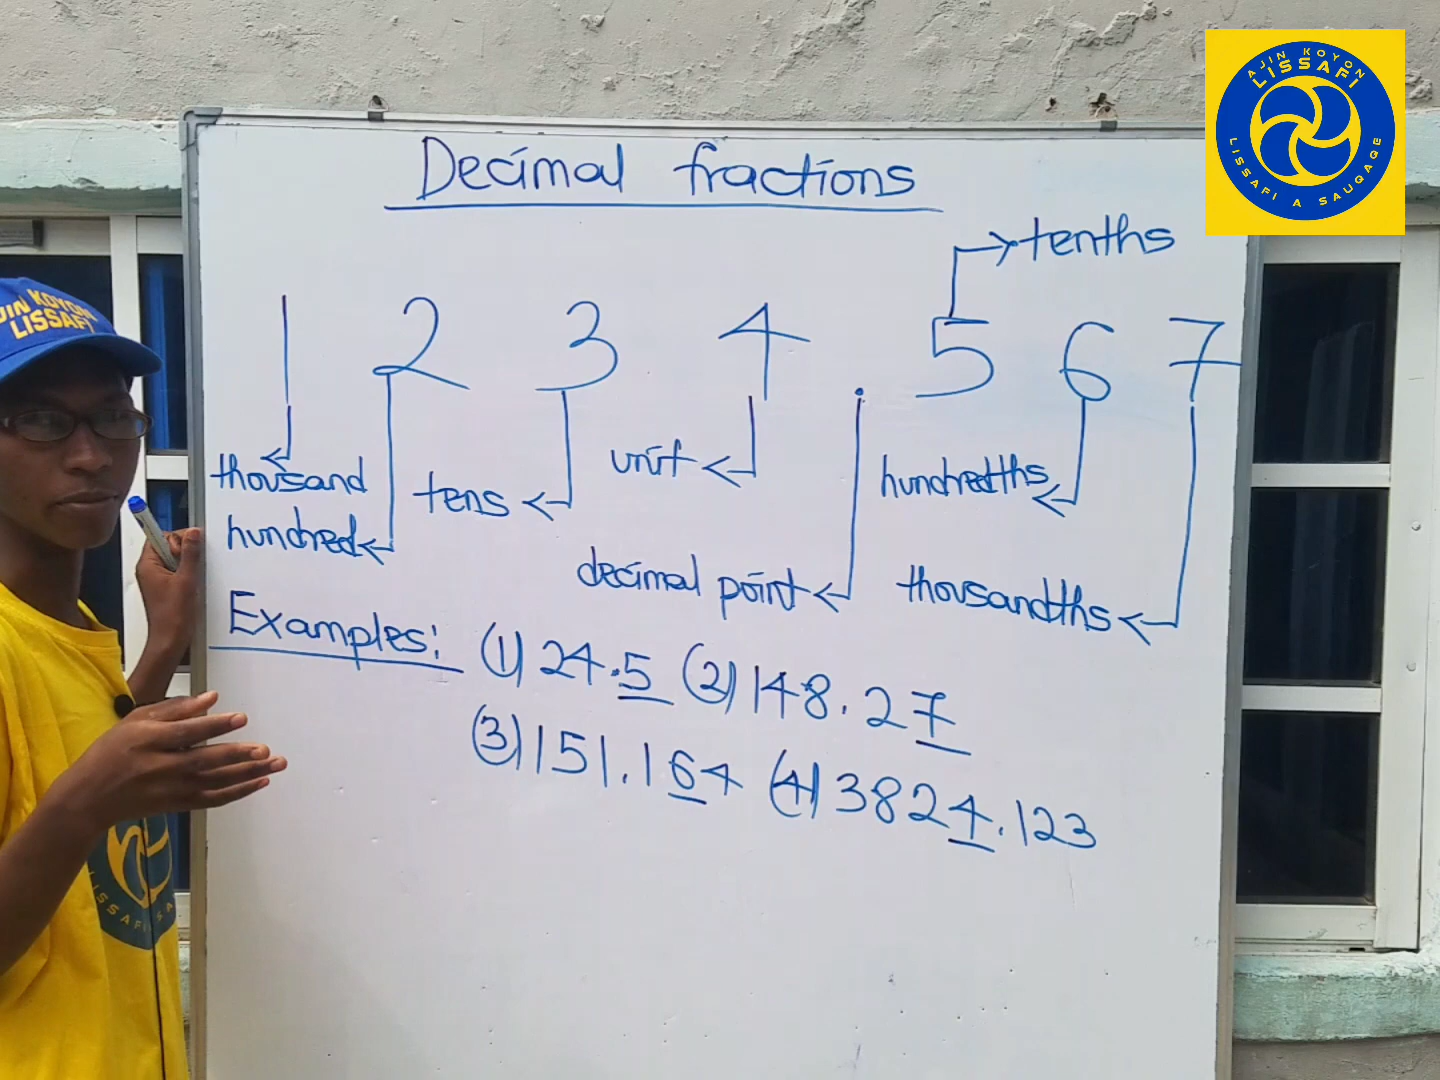 AJIN KOYON
LISSAFI
LISSAFI A SAUQAQE
Decimal fractions
tenths
1 2 3 4 . 5 6 7
thousand
hundred
tens
unit
decimal point
hundredths
thousandths
Examples: (1) 24.5 (2) 148.27
(3) 151.164 (4) 3824.123
KOYON
LISSAFI